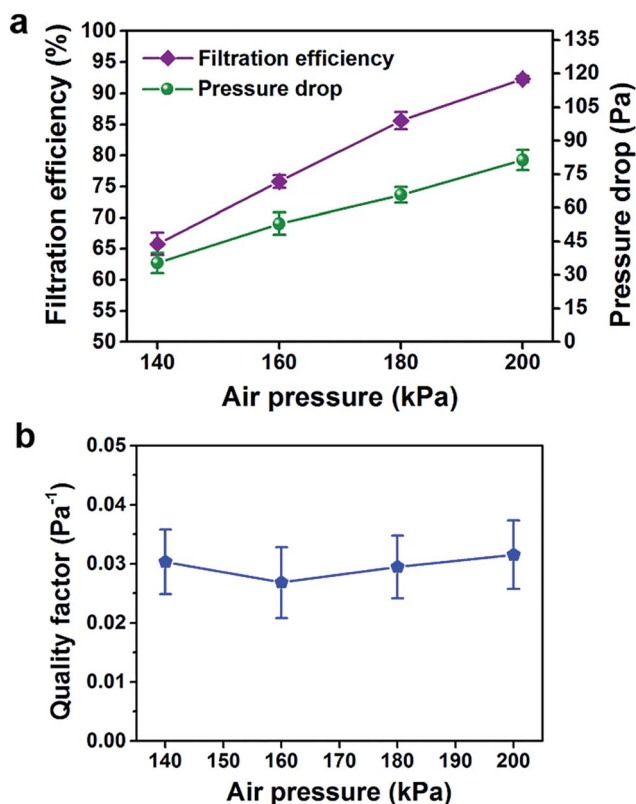 a
Filtration efficiency (%)
100
95
90
85
80
75
70
65
60
55
50
Filtration efficiency
Pressure drop
135
120
105
90
75
60
45
30
15
0
Pressure drop (Pa)
140 160 180 200
Air pressure (kPa)
b
Quality factor (Pa⁻¹)
0.05
0.04
0.03
0.02
0.01
0.00
140 150 160 170 180 190 200
Air pressure (kPa)